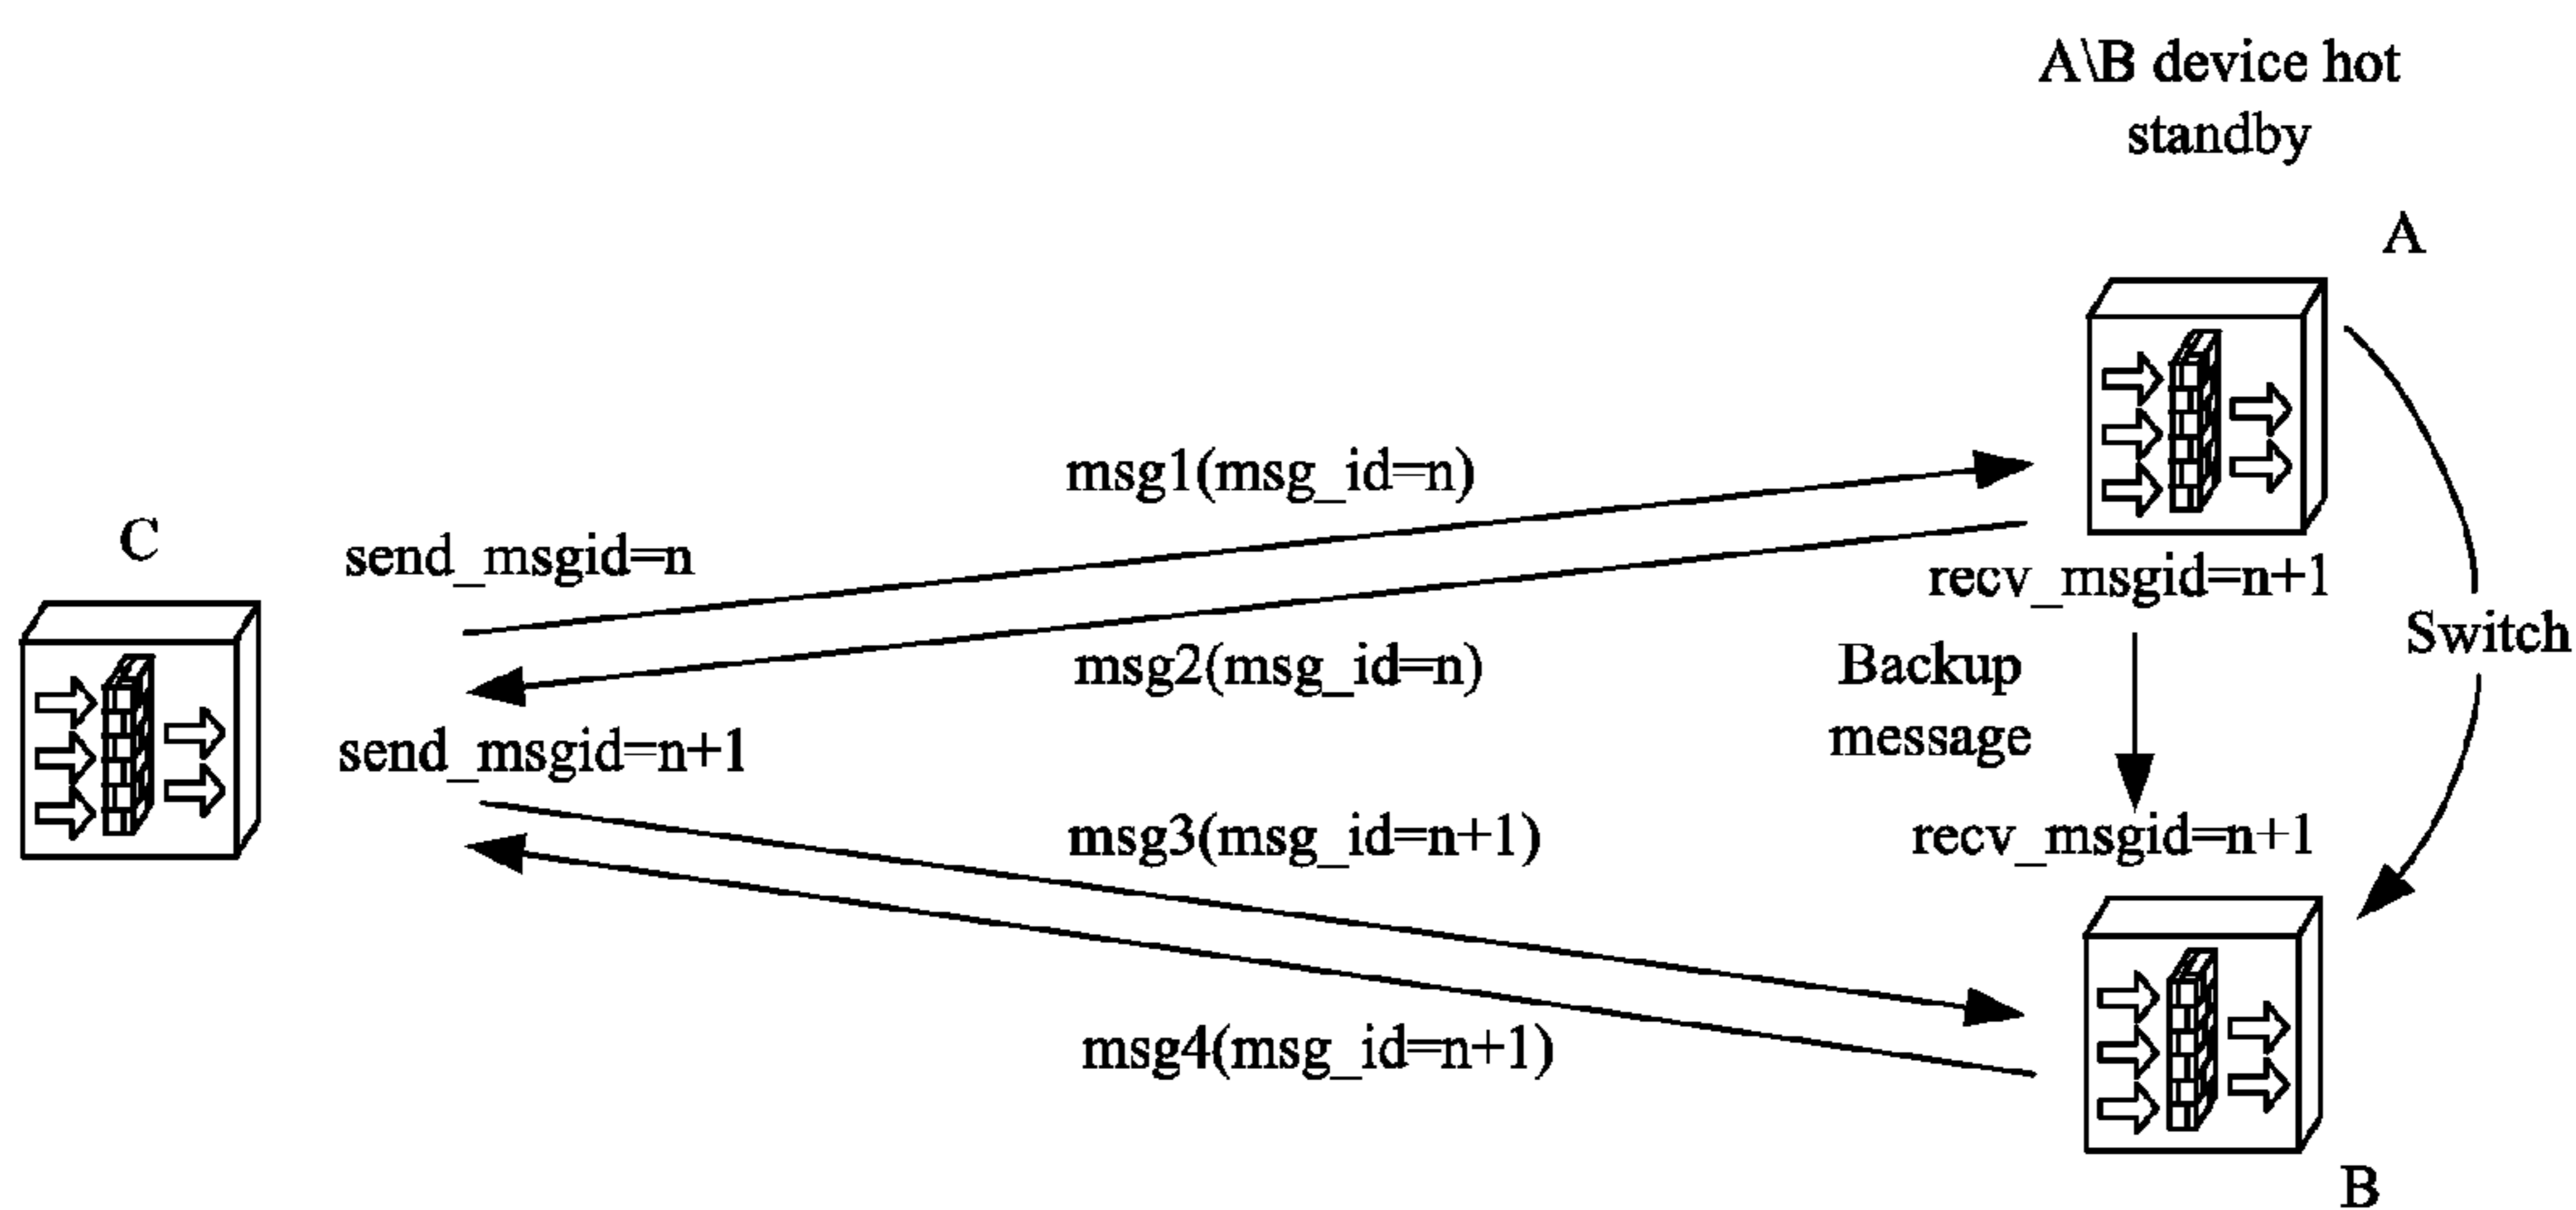 A\B device hot
standby
A
msg1(msg_id=n)
C
send_msgid=n
recv_msgid=n+1
Switch
msg2(msg_id=n)
Backup
message
send_msgid=n+1
msg3(msg_id=n+1)
recv_msgid=n+1
msg4(msg_id=n+1)
B